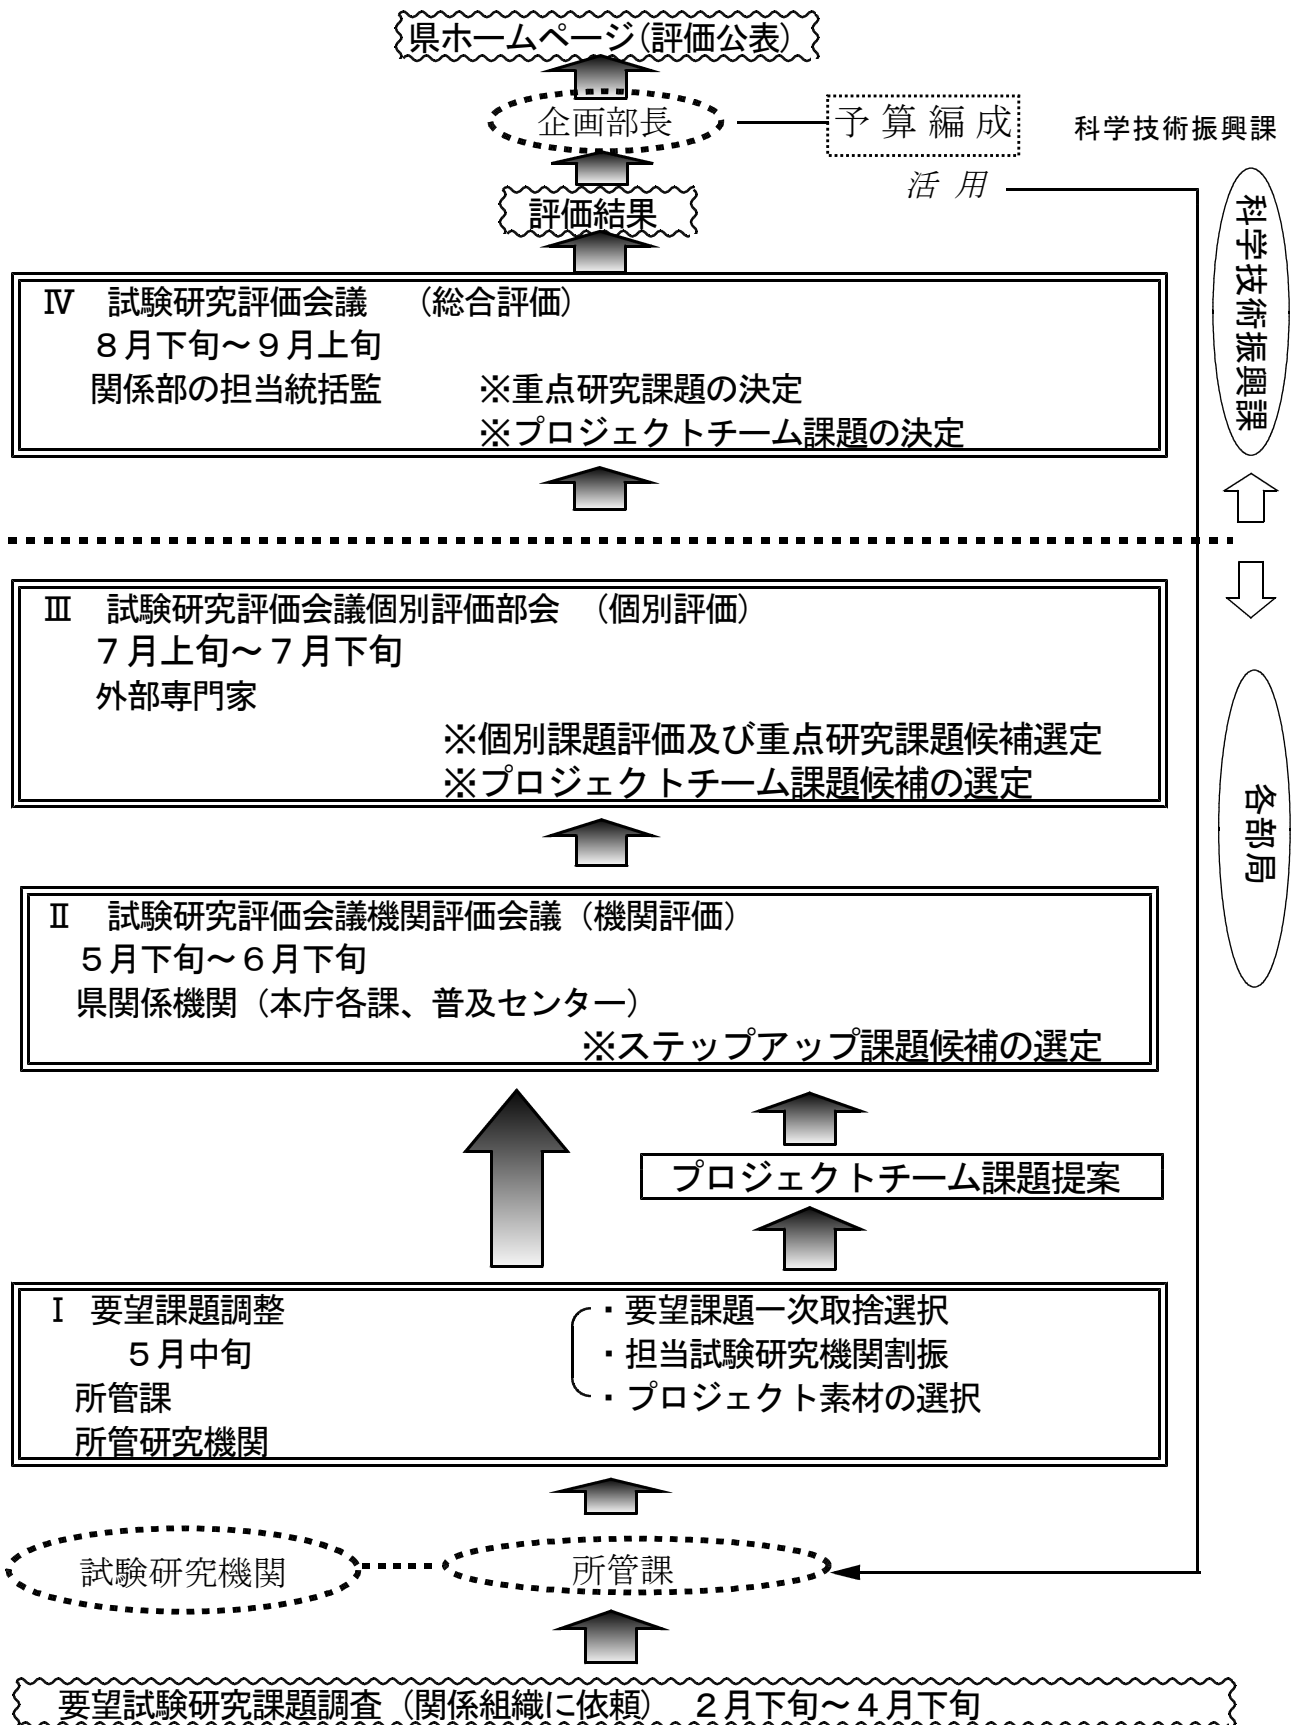 県ホームページ（評価公表）
企画部長
予算編成
科学技術振興課
活用
評価結果
科学技術振興課
Ⅳ　試験研究評価会議　（総合評価）
８月下旬～９月上旬
関係部の担当統括監　※重点研究課題の決定
※プロジェクトチーム課題の決定
Ⅲ　試験研究評価会議個別評価部会　（個別評価）
７月上旬～７月下旬
外部専門家
※個別課題評価及び重点研究課題候補選定
※プロジェクトチーム課題候補の選定
各部局
Ⅱ　試験研究評価会議機関評価会議（機関評価）
５月下旬～６月下旬
県関係機関（本庁各課、普及センター）
※ステップアップ課題候補の選定
プロジェクトチーム課題提案
Ⅰ　要望課題調整　・要望課題一次取捨選択
５月中旬　・担当試験研究機関割振
所管課　・プロジェクト素材の選択
所管研究機関
試験研究機関　所管課
要望試験研究課題調査（関係組織に依頼）　２月下旬～４月下旬